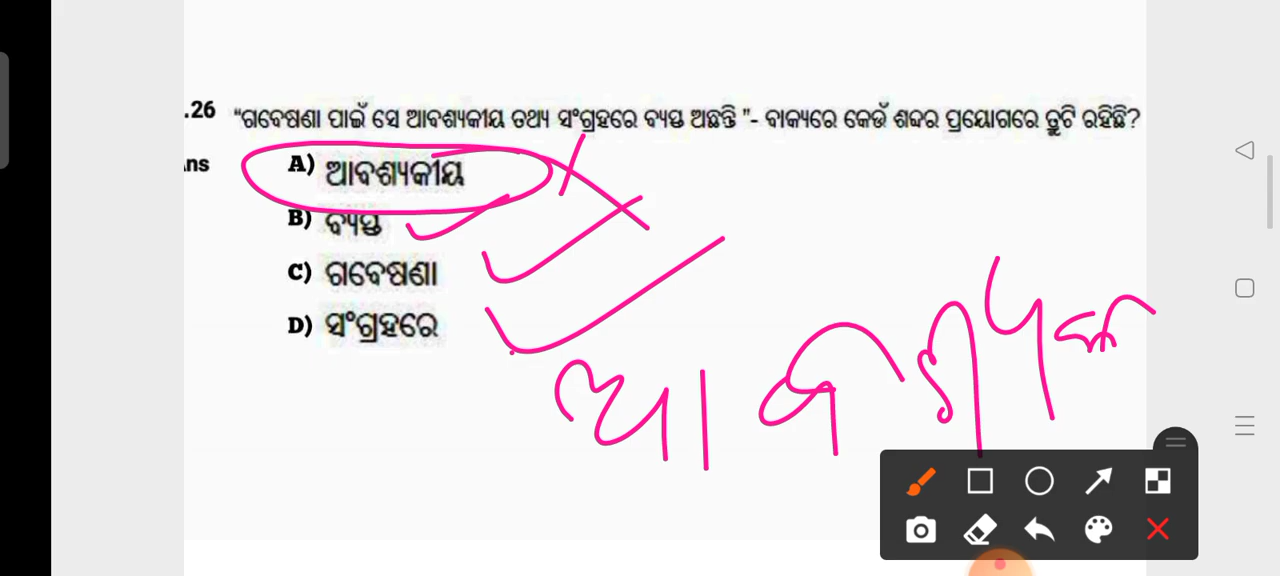 .26 "ଗବେଷଣା ପାଇଁ ସେ ଆବଶ୍ୟକୀୟ ତଥ୍ୟ ସଂଗ୍ରହରେ ବ୍ୟସ୍ତ ଅଛନ୍ତି "- ବାକ୍ୟରେ କେଉଁ ଶବ୍ଦର ପ୍ରୟୋଗରେ ତ୍ରୁଟି ରହିଛି?
ns A) ଆବଶ୍ୟକୀୟ
B) ବ୍ୟସ୍ତ
C) ଗବେଷଣା
D) ସଂଗ୍ରହରେ
ଆବଶ୍ୟକ